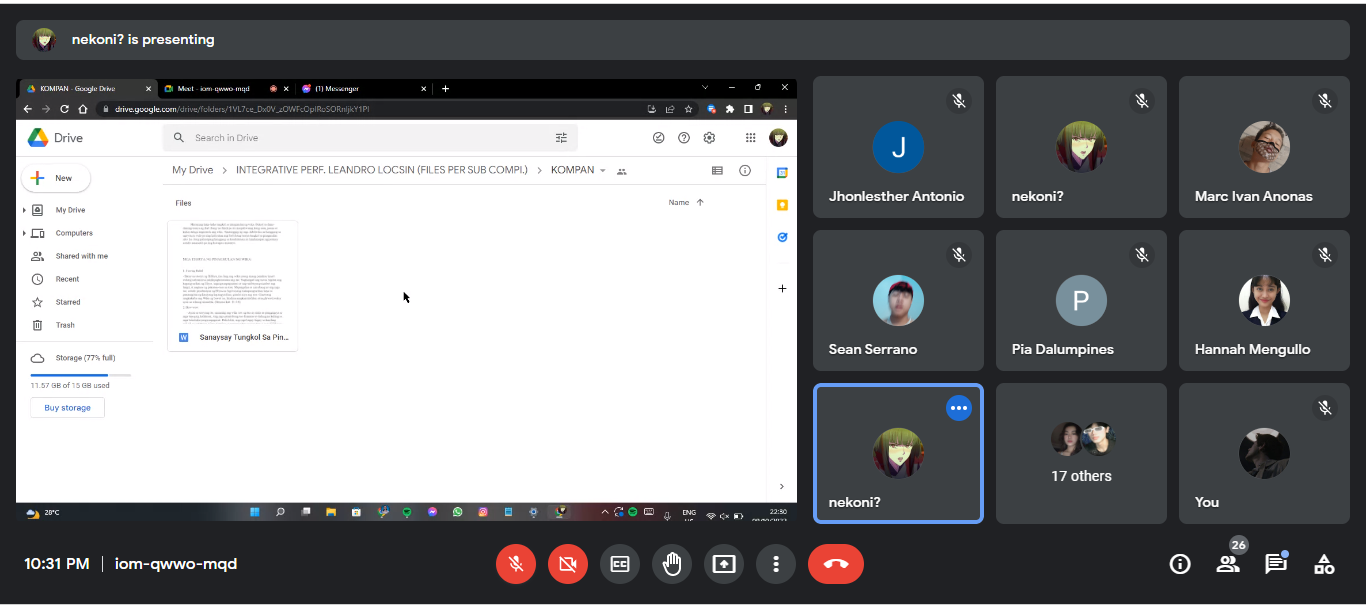 nekoni? is presenting
KOMPAN - Google Drive
Meet - iom-qwwo-mqd
(1) Messenger
drive.google.com/drive/folders/
Drive
Search in Drive
New
My Drive
Computers
Shared with me
Recent
Starred
Trash
Storage (77% full)
11.57 GB of 15 GB used
Buy storage
My Drive > INTEGRATIVE PERF. LEANDRO LOCSIN (FILES PER SUB COMPI.) > KOMPAN
Files
Name
W
Sanaysay Tungkol Sa Pin...
28°C
ENG
22:30
J
Jhonlesther Antonio
nekoni?
Marc Ivan Anonas
Sean Serrano
P
Pia Dalumpines
Hannah Mengullo
nekoni?
17 others
You
10:31 PM | iom-qwwo-mqd
CC
26